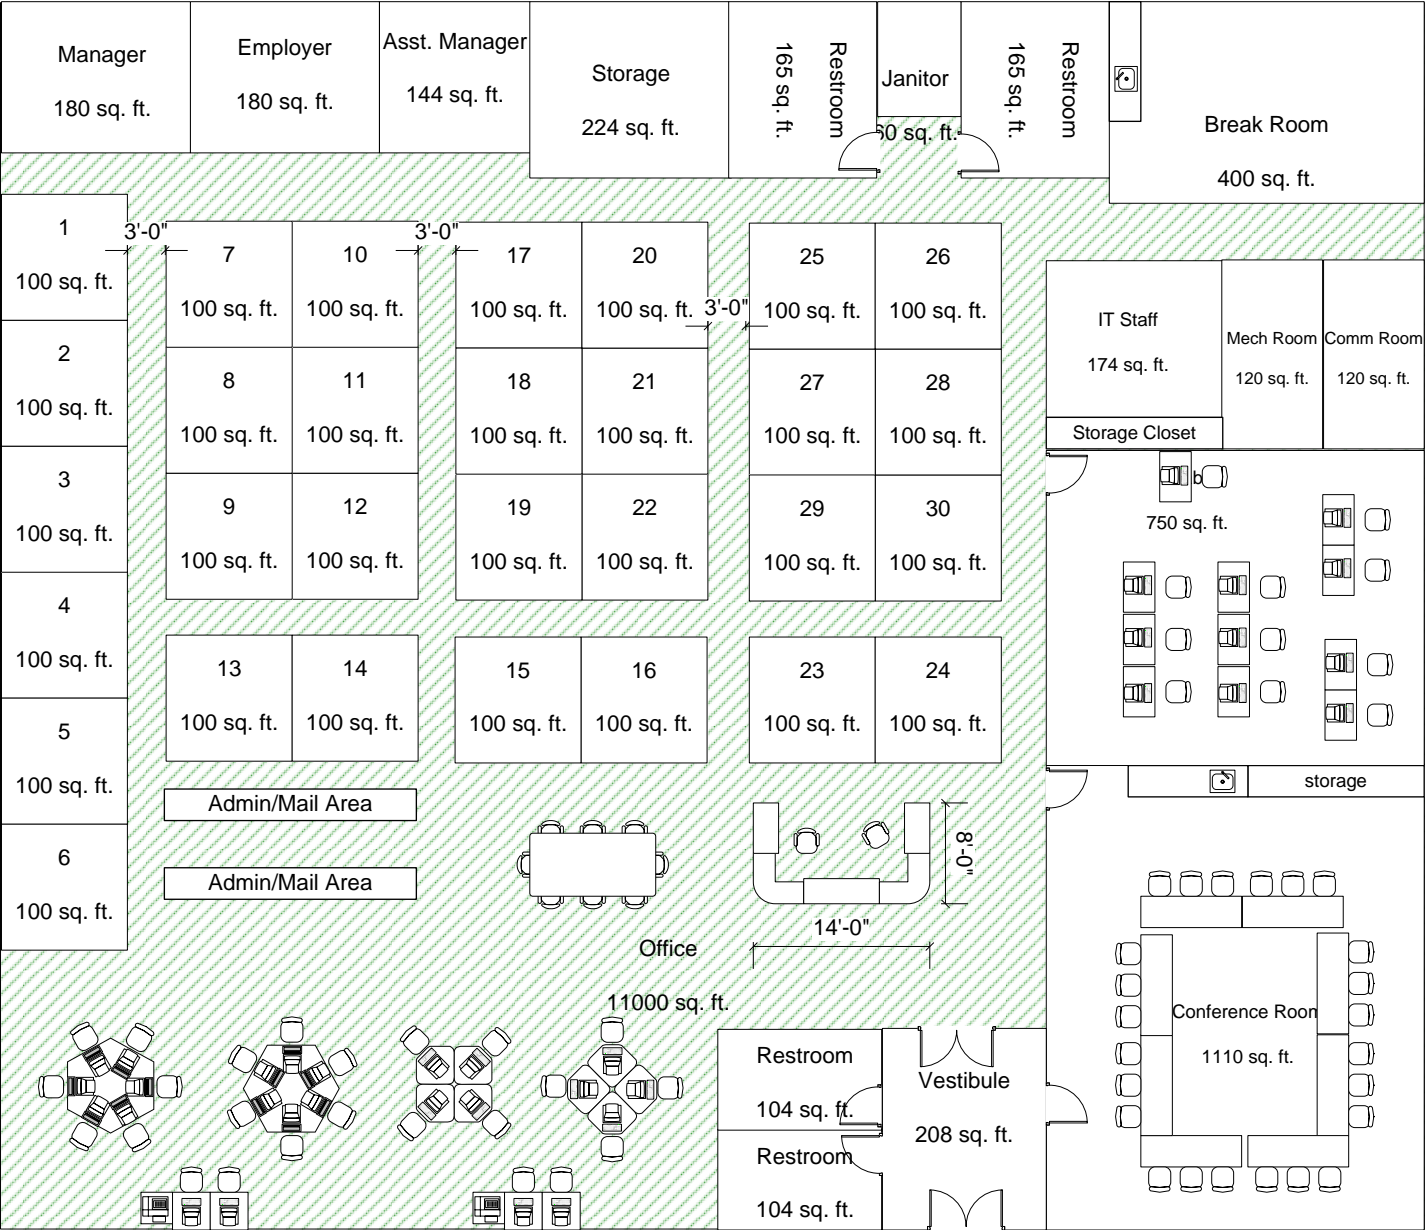 Manager
180 sq. ft.
Employer
180 sq. ft.
Asst. Manager
144 sq. ft.
Storage
224 sq. ft.
Restroom
165 sq. ft.
Janitor
60 sq. ft.
Restroom
165 sq. ft.
Break Room
400 sq. ft.
1
100 sq. ft.
2
100 sq. ft.
3
100 sq. ft.
4
100 sq. ft.
5
100 sq. ft.
6
100 sq. ft.
3'-0"
7
100 sq. ft.
10
100 sq. ft.
8
100 sq. ft.
11
100 sq. ft.
9
100 sq. ft.
12
100 sq. ft.
13
100 sq. ft.
14
100 sq. ft.
3'-0"
17
100 sq. ft.
20
100 sq. ft.
18
100 sq. ft.
21
100 sq. ft.
19
100 sq. ft.
22
100 sq. ft.
15
100 sq. ft.
16
100 sq. ft.
3'-0"
25
100 sq. ft.
26
100 sq. ft.
27
100 sq. ft.
28
100 sq. ft.
29
100 sq. ft.
30
100 sq. ft.
23
100 sq. ft.
24
100 sq. ft.
IT Staff
174 sq. ft.
Mech Room
120 sq. ft.
Comm Room
120 sq. ft.
Storage Closet
750 sq. ft.
storage
Admin/Mail Area
Admin/Mail Area
8'-0"
14'-0"
Office
11000 sq. ft.
Conference Room
1110 sq. ft.
Restroom
104 sq. ft.
Restroom
104 sq. ft.
Vestibule
208 sq. ft.